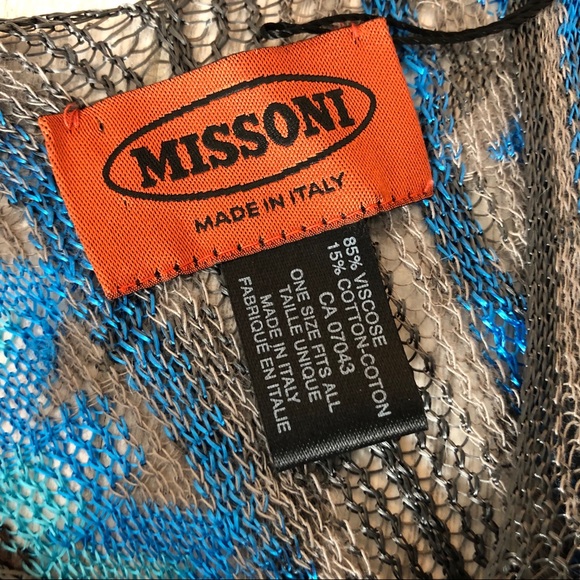 MISSONI
MADE IN ITALY
85% VISCOSE
15% COTTON-COTON
CA 07043
ONE SIZE FITS ALL
TAILLE UNIQUE
MADE IN ITALY
FABRIQUÉ EN ITALIE